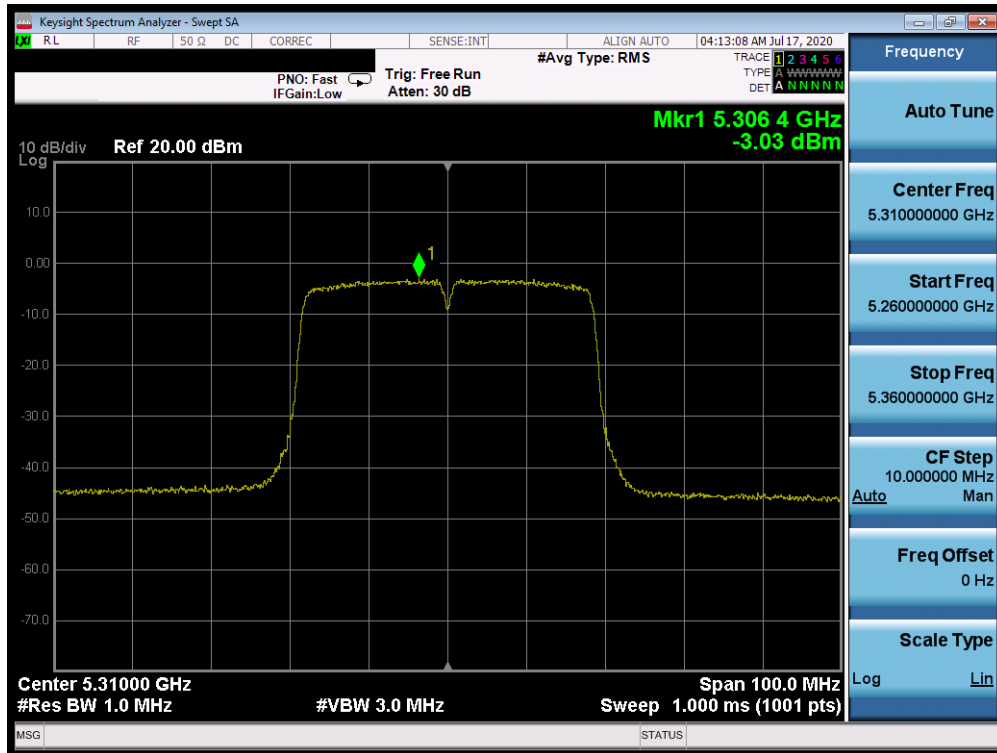 Keysight Spectrum Analyzer - Swept SA
LXI RL RF 50 Ω DC CORREC SENSE:INT ALIGN AUTO 04:13:08 AM Jul 17, 2020
PNO: Fast
IFGain:Low
Trig: Free Run
Atten: 30 dB
#Avg Type: RMS
TRACE 1 2 3 4 5 6
TYPE A WWWWW
DET A N N N N N
Mkr1 5.306 4 GHz
-3.03 dBm
10 dB/div
Log
Ref 20.00 dBm
1
10.0
0.00
-10.0
-20.0
-30.0
-40.0
-50.0
-60.0
-70.0
Center 5.31000 GHz
Span 100.0 MHz
#Res BW 1.0 MHz
#VBW 3.0 MHz
Sweep 1.000 ms (1001 pts)
MSG
STATUS
Frequency
Auto Tune
Center Freq
5.310000000 GHz
Start Freq
5.260000000 GHz
Stop Freq
5.360000000 GHz
CF Step
10.000000 MHz
Auto Man
Freq Offset
0 Hz
Scale Type
Log Lin